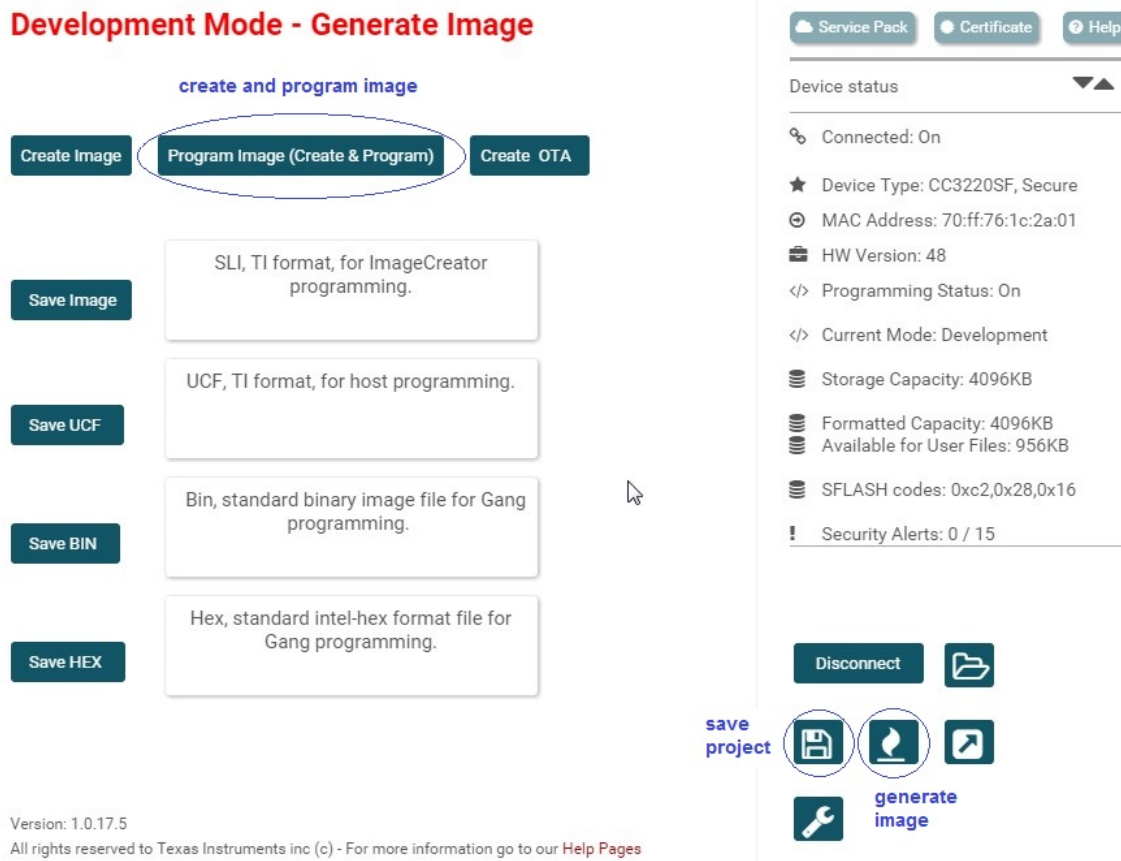 Development Mode - Generate Image
create and program image
Create Image
Program Image (Create & Program)
Create OTA
Save Image
SLI, TI format, for ImageCreator
programming.
Save UCF
UCF, TI format, for host programming.
Save BIN
Bin, standard binary image file for Gang
programming.
Save HEX
Hex, standard intel-hex format file for
Gang programming.
Version: 1.0.17.5
All rights reserved to Texas Instruments inc (c) - For more information go to our Help Pages
Service Pack
Certificate
Help
Device status
Connected: On
Device Type: CC3220SF, Secure
MAC Address: 70:ff:76:1c:2a:01
HW Version: 48
</> Programming Status: On
</> Current Mode: Development
Storage Capacity: 4096KB
Formatted Capacity: 4096KB
Available for User Files: 956KB
SFLASH codes: 0xc2,0x28,0x16
! Security Alerts: 0 / 15
Disconnect
save
project
generate
image